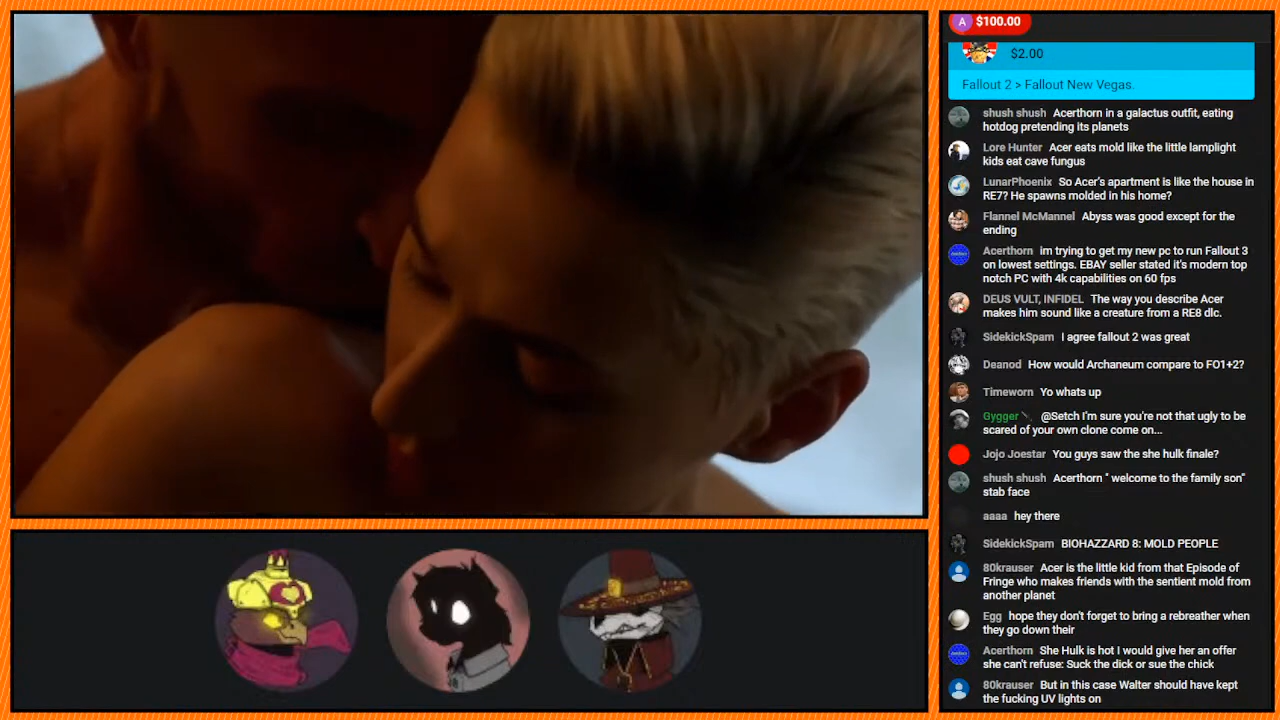 A $100.00
$2.00
Fallout 2 > Fallout New Vegas.
shush shush Acerthorn in a galactus outfit, eating
hotdog pretending its planets
Lore Hunter Acer eats mold like the little lamplight
kids eat cave fungus
LunarPhoenix So Acer's apartment is like the house in
RE7? He spawns molded in his home?
Flannel McMannel Abyss was good except for the
ending
Acerthorn im trying to get my new pc to run Fallout 3
on lowest settings. EBAY seller stated it's modern top
notch PC with 4k capabilities on 60 fps
DEUS VULT, INFIDEL The way you describe Acer
makes him sound like a creature from a RE8 dlc.
SidekickSpam I agree fallout 2 was great
Deanod How would Archaneum compare to FO1+2?
Timeworn Yo whats up
Gygger @Setch I'm sure you're not that ugly to be
scared of your own clone come on...
Jojo Joestar You guys saw the she hulk finale?
shush shush Acerthorn " welcome to the family son"
stab face
aaaa hey there
SidekickSpam BIOHAZZARD 8: MOLD PEOPLE
80krauser Acer is the little kid from that Episode of
Fringe who makes friends with the sentient mold from
another planet
Egg hope they don't forget to bring a rebreather when
they go down their
Acerthorn She Hulk is hot I would give her an offer
she can't refuse: Suck the dick or sue the chick
80krauser But in this case Walter should have kept
the fucking UV lights on